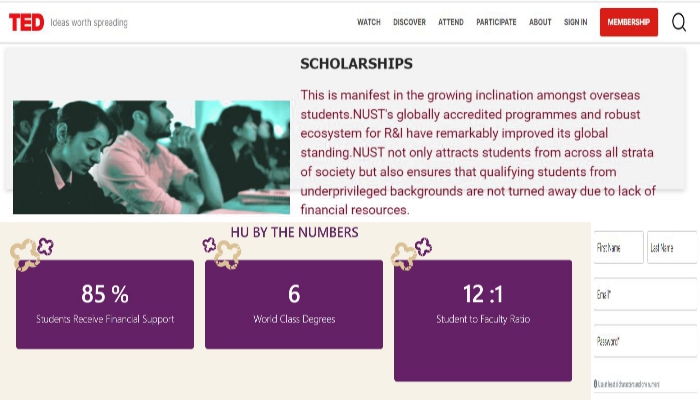 TED Ideas worth spreading WATCH DISCOVER ATTEND PARTICIPATE ABOUT SIGN IN MEMBERSHIP
SCHOLARSHIPS
This is manifest in the growing inclination amongst overseas
students.NUST's globally accredited programmes and robust
ecosystem for R&I have remarkably improved its global
standing.NUST not only attracts students from across all strata
of society but also ensures that qualifying students from
underprivileged backgrounds are not turned away due to lack of
financial resources.
HU BY THE NUMBERS
85 % 6 12 :1
Students Receive Financial Support World Class Degrees Student to Faculty Ratio
First Name Last Name
Email*
Password*